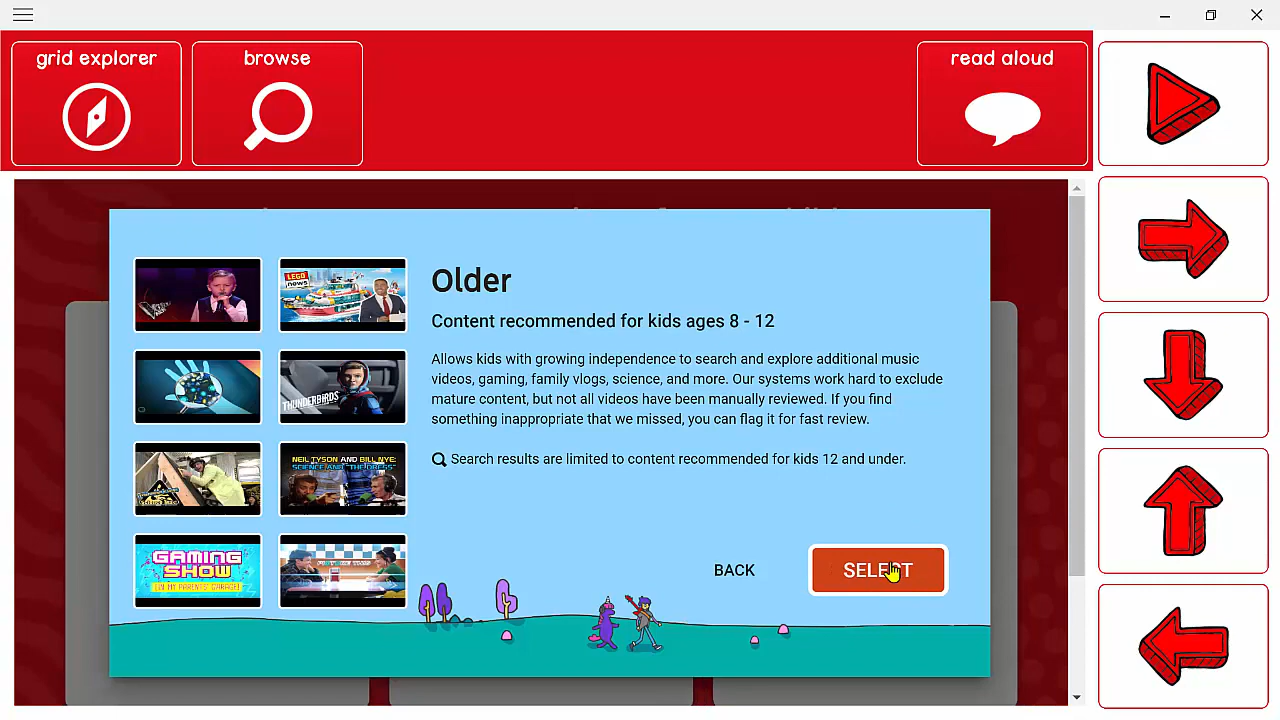 grid explorer
browse
read aloud
LEGO
news
THUNDERBIRDS
NEIL TYSON AND BILL NYE:
SCIENCE AND "THE DRESS"
GAMING
SHOW
Older
Content recommended for kids ages 8 - 12
Allows kids with growing independence to search and explore additional music
videos, gaming, family vlogs, science, and more. Our systems work hard to exclude
mature content, but not all videos have been manually reviewed. If you find
something inappropriate that we missed, you can flag it for fast review.
Search results are limited to content recommended for kids 12 and under.
BACK
SELECT